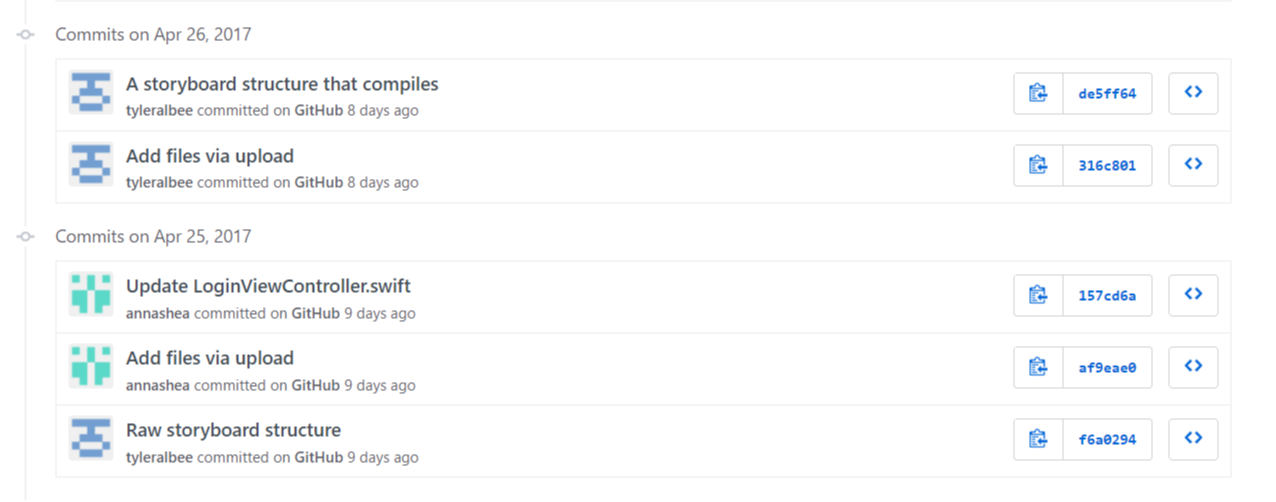 Commits on Apr 26, 2017
A storyboard structure that compiles
tyleralbee committed on GitHub 8 days ago
de5ff64
Add files via upload
tyleralbee committed on GitHub 8 days ago
316c801
Commits on Apr 25, 2017
Update LoginViewController.swift
annashea committed on GitHub 9 days ago
157cd6a
Add files via upload
annashea committed on GitHub 9 days ago
af9eae0
Raw storyboard structure
tyleralbee committed on GitHub 9 days ago
f6a0294